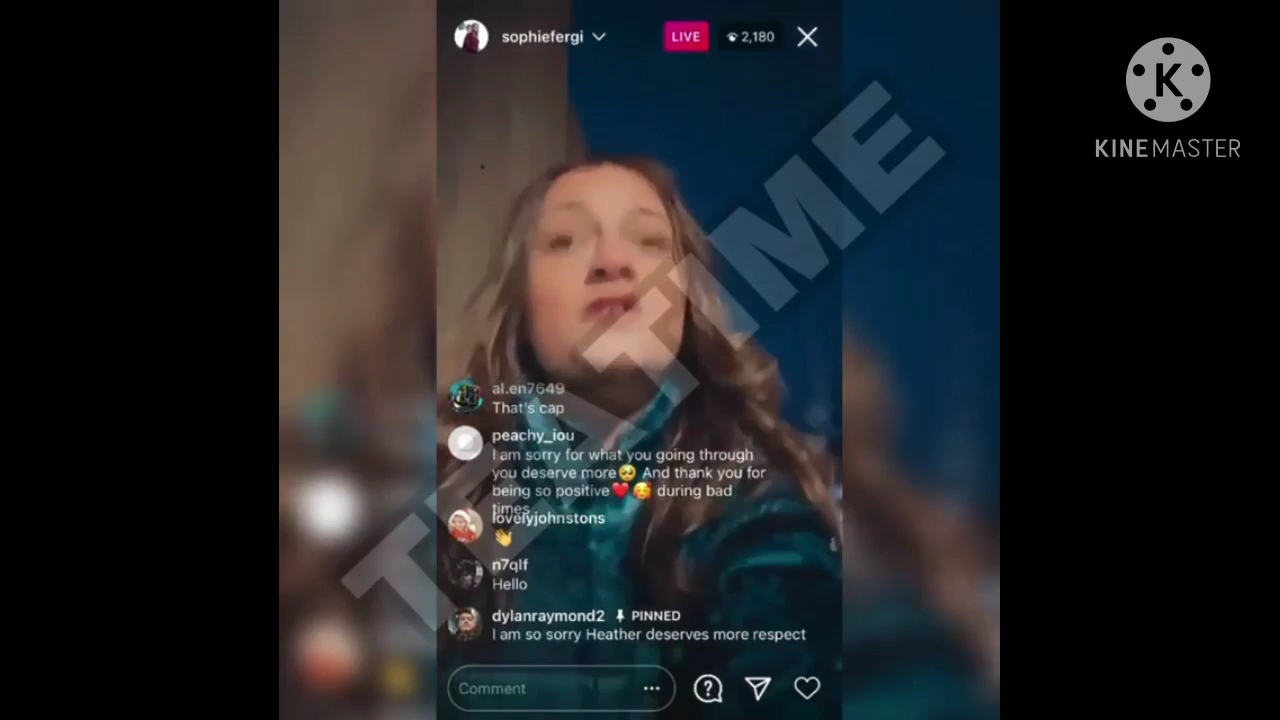 sophiefergi
LIVE
2,180
KINEMASTER
TEA TIME
al.en7649
That's cap
peachy_iou
I am sorry for what you going through
you deserve more🥺 And thank you for
being so positive❤️🥰 during bad
times
lovelyjohnstons
👋
n7qlf
Hello
dylanraymond2 PINNED
I am so sorry Heather deserves more respect
Comment